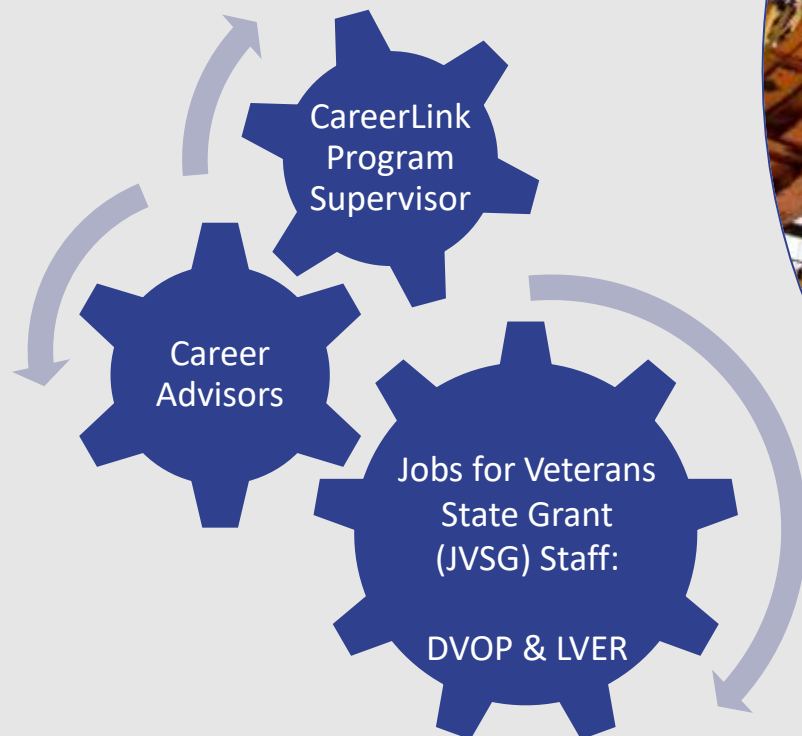 CareerLink
Program
Supervisor
Career
Advisors
Jobs for Veterans
State Grant
(JVSG) Staff:
DVOP & LVER